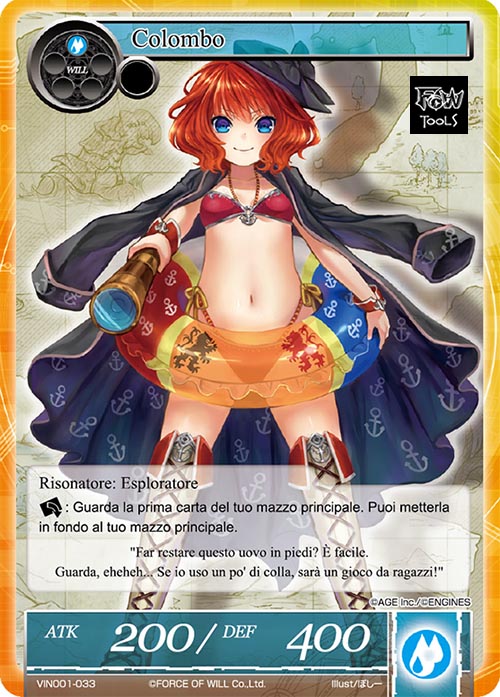 Colombo
WILL
FOW
TOOLS
Risonatore: Esploratore
: Guarda la prima carta del tuo mazzo principale. Puoi metterla
in fondo al tuo mazzo principale.
"Far restare questo uovo in piedi? È facile.
Guarda, eheheh... Se io uso un po' di colla, sarà un gioco da ragazzi!"
©AGE Inc./©ENGINES
ATK 200/ DEF 400
VIN001-033 ©FORCE OF WILL Co.,Ltd. Illust/ぽしー